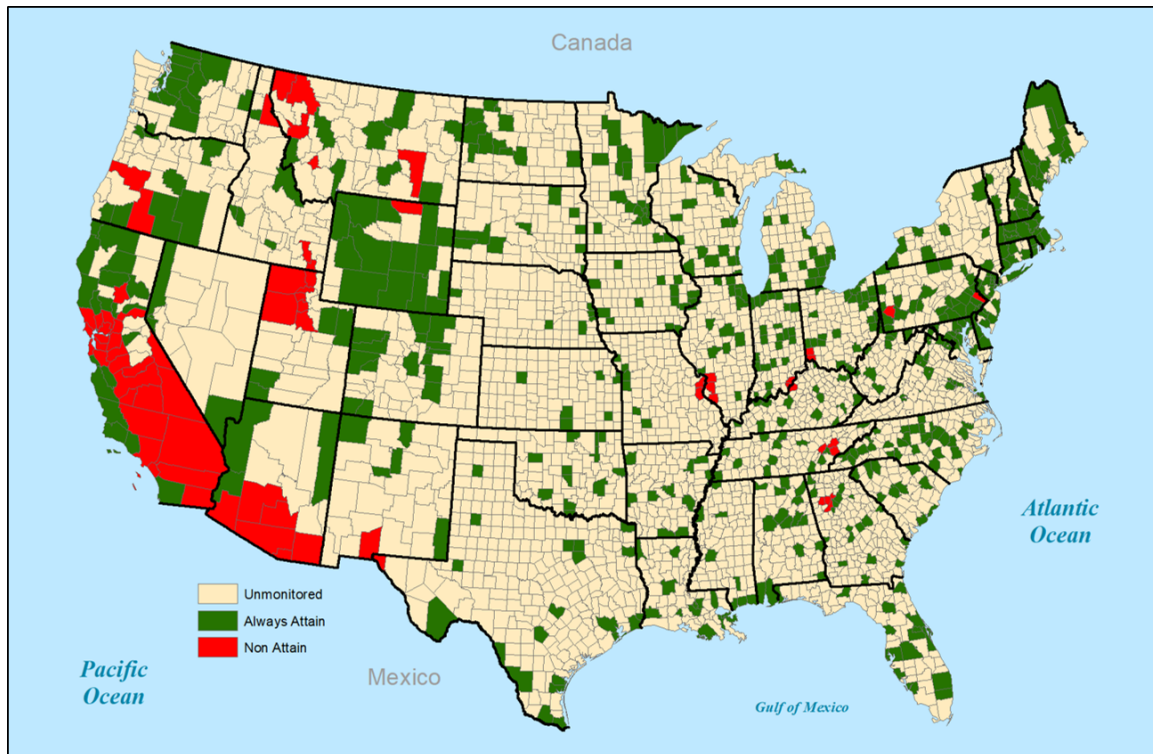 Canada
Atlantic
Ocean
Unmonitored
Always Attain
Non Attain
Pacific
Ocean
Mexico
Gulf of Mexico